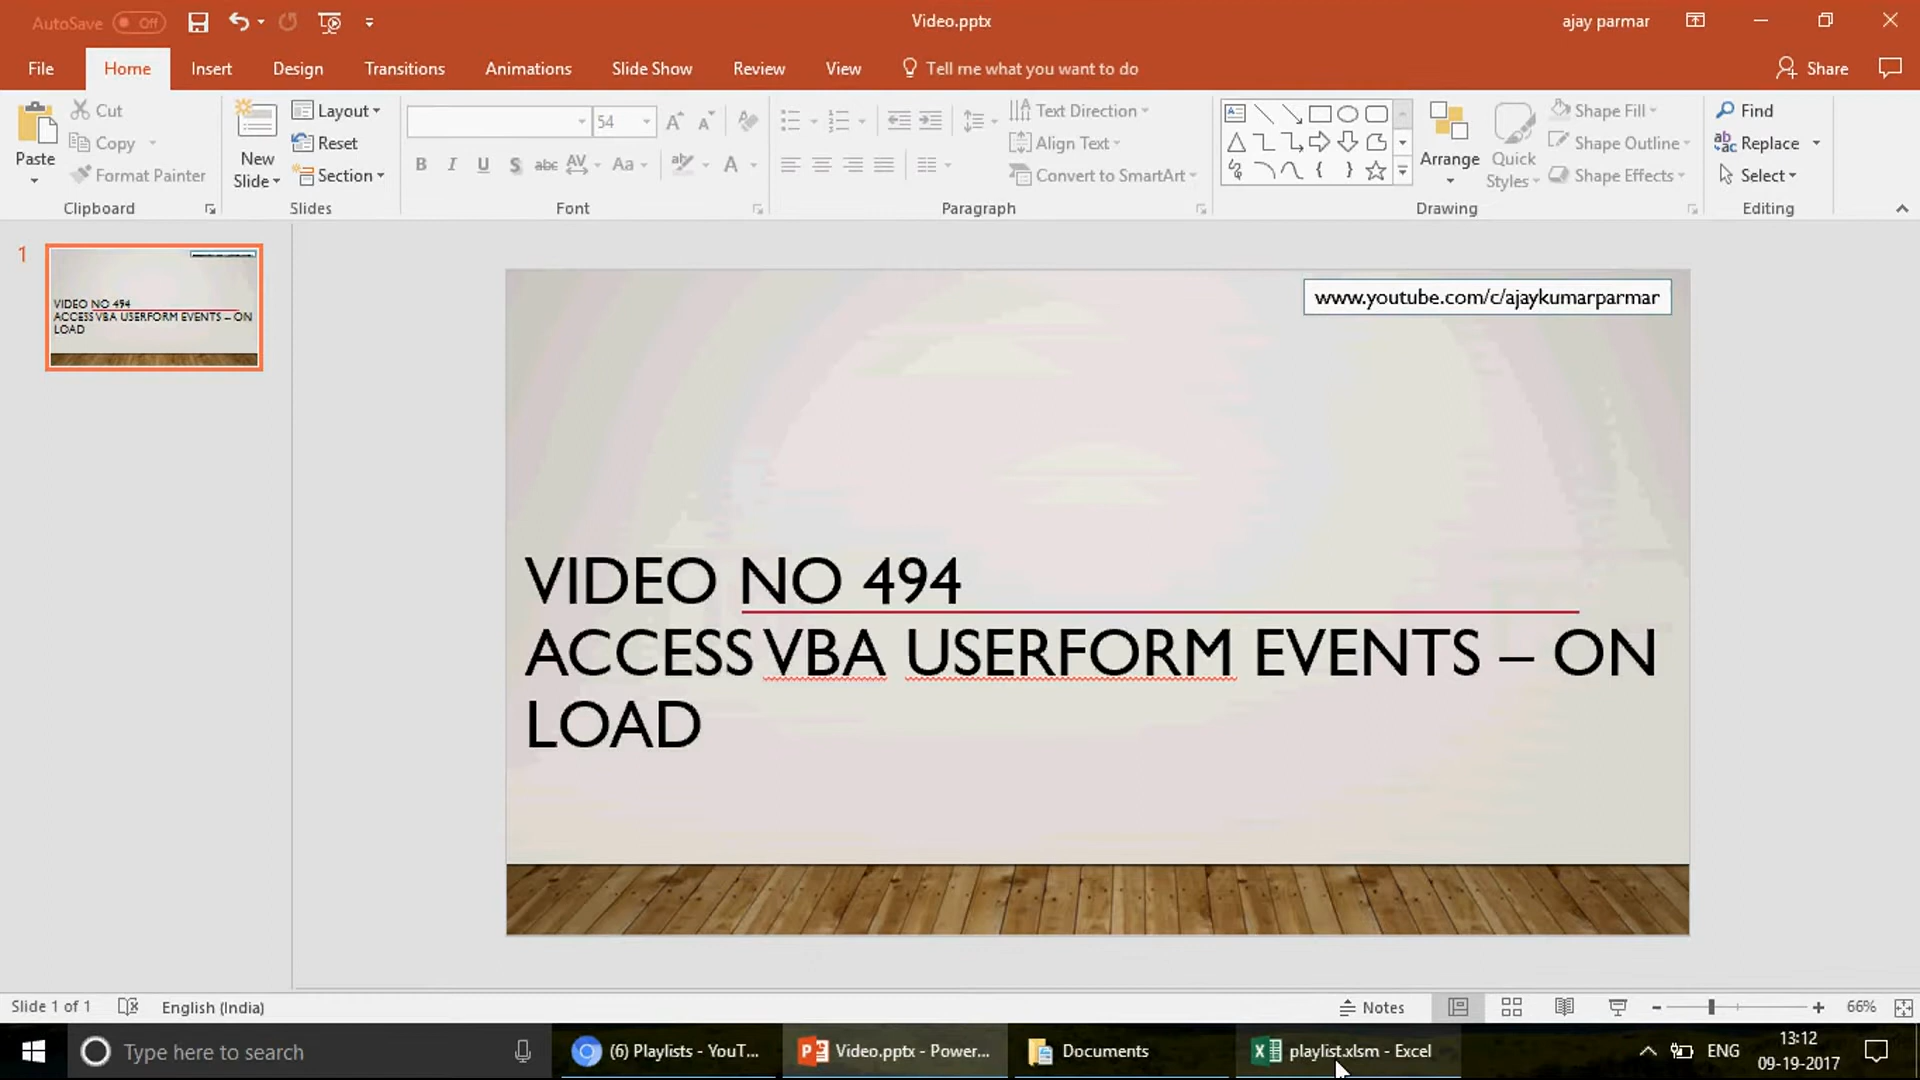 AutoSave Off
Video.pptx
ajay parmar
File Home Insert Design Transitions Animations Slide Show Review View Tell me what you want to do
Share
Paste
Cut
Copy
Format Painter
Clipboard
New
Slide
Layout
Reset
Section
Slides
54
B I U S abc AV Aa A
Font
Text Direction
Align Text
Convert to SmartArt
Paragraph
Arrange
Quick
Styles
Shape Fill
Shape Outline
Shape Effects
Drawing
Find
Replace
Select
Editing
1
VIDEO NO 494
ACCESS VBA USERFORM EVENTS – ON
LOAD
www.youtube.com/c/ajaykumarparmar
VIDEO NO 494
ACCESS VBA USERFORM EVENTS – ON
LOAD
Slide 1 of 1 English (India)
Notes
66%
Type here to search
(6) Playlists - YouT...
Video.pptx - Power...
Documents
playlist.xlsm - Excel
ENG
13:12
09-19-2017